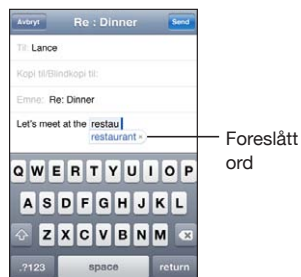 Avbryt Re : Dinner Send
Til: Lance
Kopi til/Blindkopi til:
Emne: Re: Dinner
Let's meet at the restau
restaurant ×
Foreslått
ord
Q W E R T Y U I O P
A S D F G H J K L
Z X C V B N M
.?123 space return